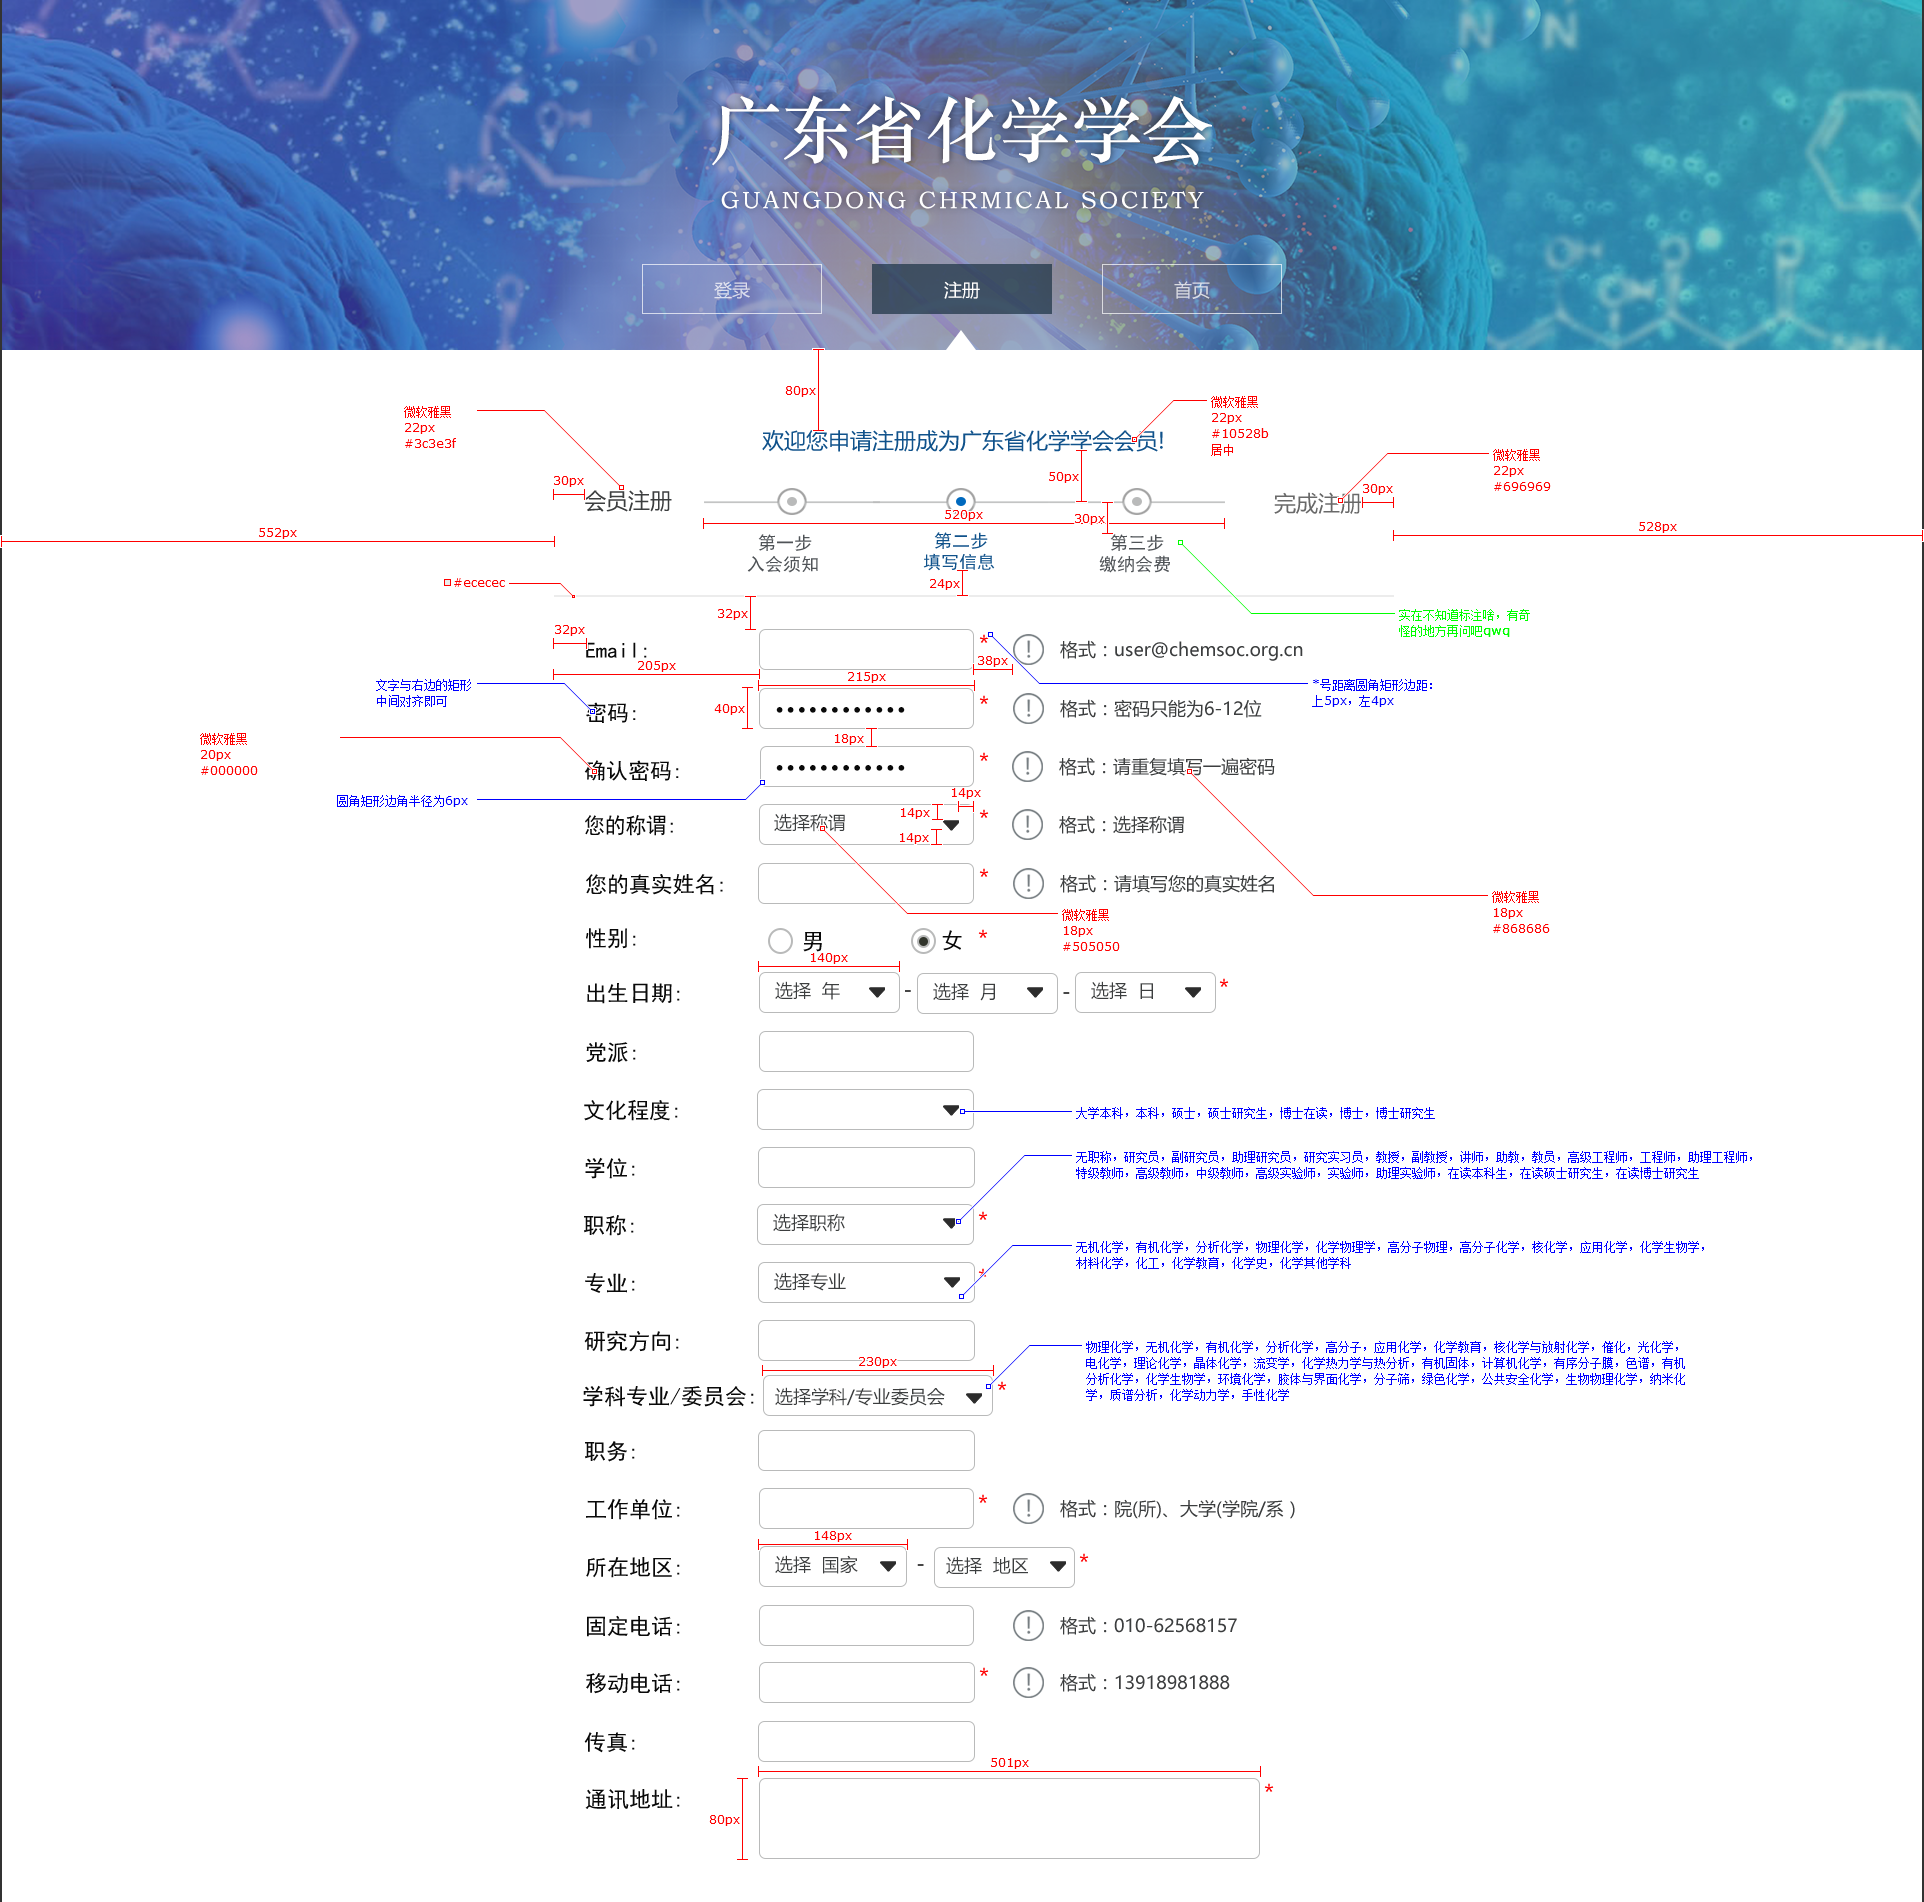 广东省化学学会
GUANGDONG CHRMICAL SOCIETY
登录
注册
首页
80px
微软雅黑
22px
#3c3e3f
微软雅黑
22px
#10528b
居中
欢迎您申请注册成为广东省化学学会会员!
微软雅黑
22px
#696969
50px
30px
会员注册
完成注册
30px
520px
30px
552px
528px
第一步
入会须知
第二步
填写信息
第三步
缴纳会费
24px
#ececec
32px
实在不知道标注啥，有奇
怪的地方再问吧qwq
32px
Email:
*
格式：user@chemsoc.org.cn
205px
38px
215px
文字与右边的矩形
中间对齐即可
*号距离圆角矩形边距：
上5px，左4px
密码：
40px
●●●●●●●●●●●●
*
格式：密码只能为6-12位
18px
微软雅黑
20px
#000000
确认密码：
●●●●●●●●●●●●
*
格式：请重复填写一遍密码
圆角矩形边角半径为6px
14px
14px
14px
您的称谓：
选择称谓
*
格式：选择称谓
您的真实姓名：
*
格式：请填写您的真实姓名
微软雅黑
18px
#868686
微软雅黑
18px
#505050
性别：
男
女
*
140px
出生日期：
选择 年
-
选择 月
-
选择 日
*
党派：
文化程度：
大学本科，本科，硕士，硕士研究生，博士在读，博士，博士研究生
学位：
无职称，研究员，副研究员，助理研究员，研究实习员，教授，副教授，讲师，助教，教员，高级工程师，工程师，助理工程师，
特级教师，高级教师，中级教师，高级实验师，实验师，助理实验师，在读本科生，在读硕士研究生，在读博士研究生
职称：
选择职称
*
无机化学，有机化学，分析化学，物理化学，化学物理学，高分子物理，高分子化学，核化学，应用化学，化学生物学，
材料化学，化工，化学教育，化学史，化学其他学科
专业：
选择专业
*
研究方向：
230px
物理化学，无机化学，有机化学，分析化学，高分子，应用化学，化学教育，核化学与放射化学，催化，光化学，
电化学，理论化学，晶体化学，流变学，化学热力学与热分析，有机固体，计算机化学，有序分子膜，色谱，有机
分析化学，化学生物学，环境化学，胶体与界面化学，分子筛，绿色化学，公共安全化学，生物物理化学，纳米化
学，质谱分析，化学动力学，手性化学
学科专业/委员会：
选择学科/专业委员会
*
职务：
工作单位：
*
格式：院(所)、大学(学院/系 )
148px
所在地区：
选择 国家
-
选择 地区
*
固定电话：
格式：010-62568157
移动电话：
*
格式：13918981888
传真：
501px
通讯地址：
80px
*